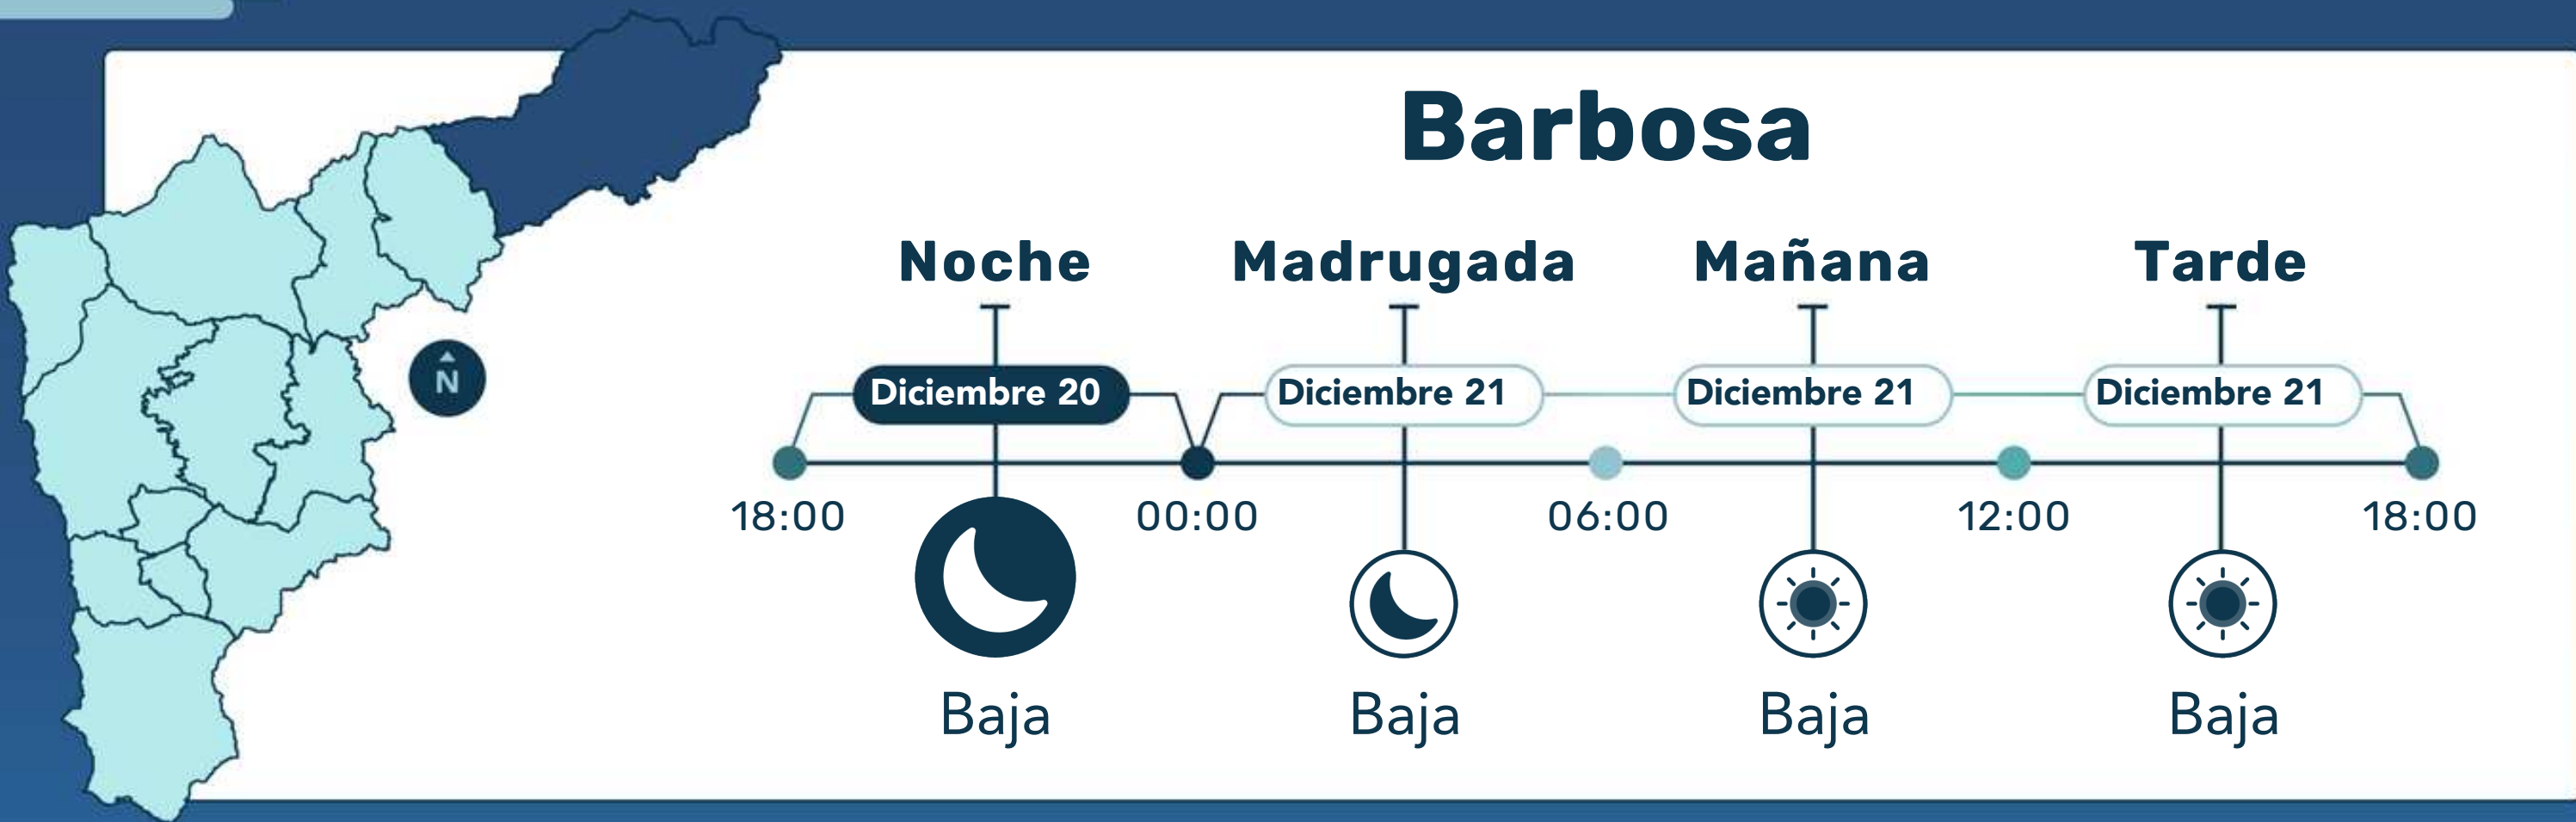 Barbosa
Noche Madrugada Mañana Tarde
Diciembre 20 Diciembre 21 Diciembre 21 Diciembre 21
N
18:00 00:00 06:00 12:00 18:00
Baja Baja Baja Baja